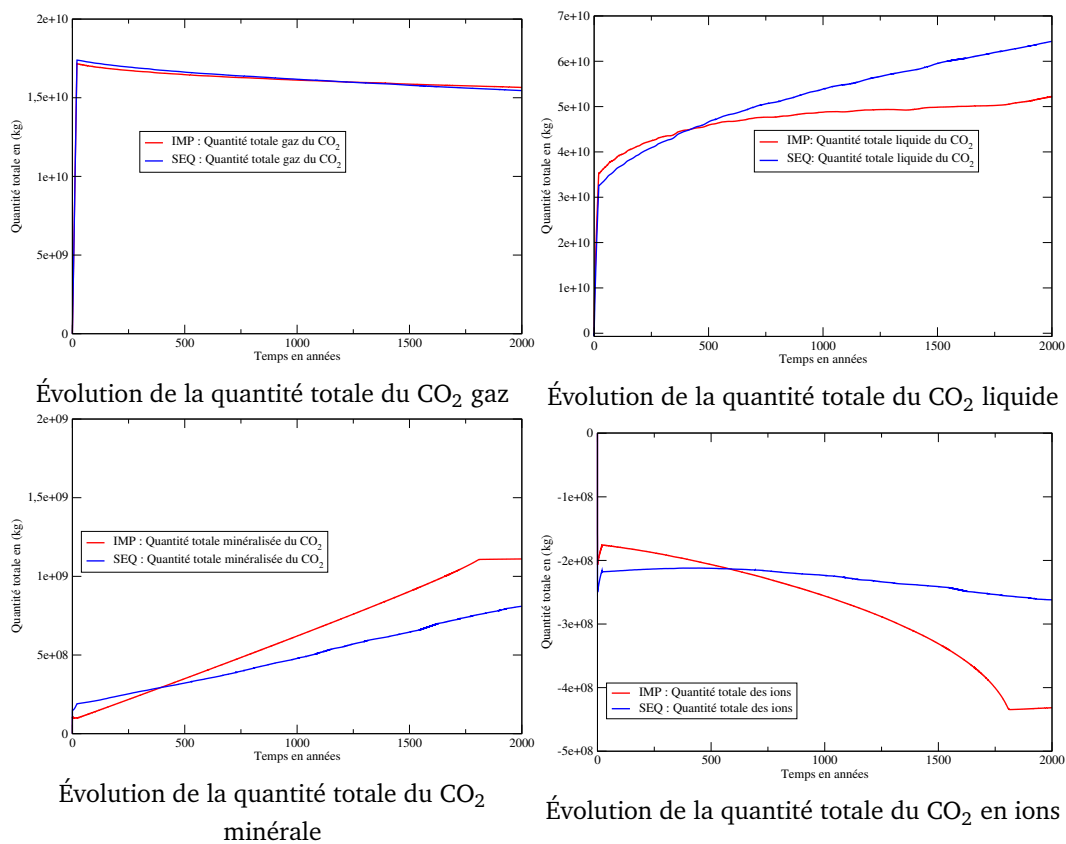 2e+10
1.5e+10
1e+10
5e+09
0
Quantité totale en (kg)
IMP : Quantité totale gaz du CO₂
SEQ : Quantité totale gaz du CO₂
0 500 1000 1500 2000
Temps en années
Évolution de la quantité totale du CO₂ gaz
7e+10
6e+10
5e+10
4e+10
3e+10
2e+10
1e+10
0
Quantité totale en (kg)
IMP: Quantité totale liquide du CO₂
SEQ: Quantité totale liquide du CO₂
0 500 1000 1500 2000
Temps en années
Évolution de la quantité totale du CO₂ liquide
2e+09
1.5e+09
1e+09
5e+08
0
Quantité totale en (kg)
IMP : Quantité totale minéralisée du CO₂
SEQ : Quantité totale minéralisée du CO₂
0 500 1000 1500 2000
Temps en années
Évolution de la quantité totale du CO₂
minérale
0
-1e+08
-2e+08
-3e+08
-4e+08
-5e+08
Quantité totale en (kg)
IMP : Quantité totale des ions
SEQ : Quantité totale des ions
0 500 1000 1500 2000
Temps en années
Évolution de la quantité totale du CO₂ en ions